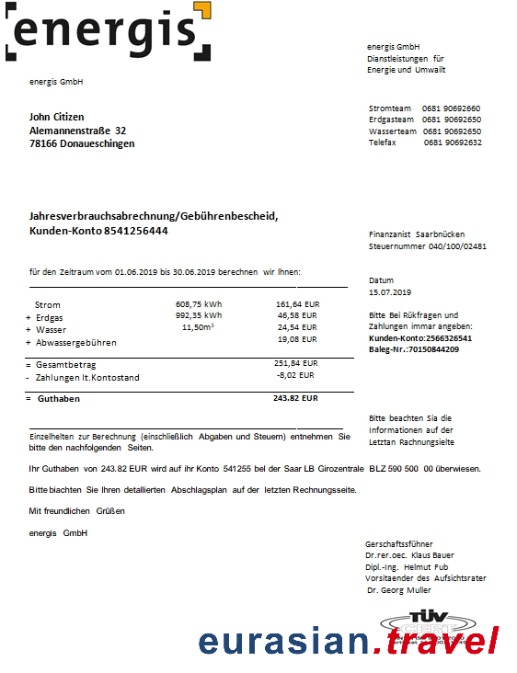 energis
energis GmbH
Dienstleistungen für
Energie und Umwailt
energis GmbH
John Citizen
Alemannenstraße 32
78166 Donaueschingen
Stromteam 0681 90692660
Erdgasteam 0681 90692650
Wasserteam 0681 90692650
Telefax 0681 90692632
Jahresverbrauchsabrechnung/Gebührenbescheid,
Kunden-Konto 8541256444
Finanzanist Saarbnücken
Steuernummer 040/100/02481
für den Zeitraum vom 01.06.2019 bis 30.06.2019 berechnen wir Ihnen:
Datum
15.07.2019
Strom 608,75 kWh 161,64 EUR
+ Erdgas 992,35 kWh 46,58 EUR
+ Wasser 11,50m³ 24,54 EUR
+ Abwassergebühren 19,08 EUR
Bitte Bei Rükfragen und
Zahlungen immar angeben:
Kunden-Konto:2566326541
Baleg-Nr.:70150844209
= Gesamtbetrag 251,84 EUR
- Zahlungen lt.Kontostand -8,02 EUR
= Guthaben 243.82 EUR
Bitte beachten Sia die
Informationen auf der
Letztan Rachnungsielte
Einzelhelten zur Berechnung (einschließlich Abgaben und Steuern) entnehmen Sie
bitte den nachfolgenden Seiten.
Ihr Guthaben von 243.82 EUR wird auf ihr Konto 541255 bel der Saar LB Girozentrale BLZ 590 500 00 überwiesen.
Bitte biachten Sie Ihren detallierten Abschlagsplan auf der letzten Rechnungsseite.
Mit freundlichen Grüßen
energis GmbH
Gerschaftsführer
Dr.rer.oec. Klaus Bauer
Dipl.-Ing. Helmut Fub
Vorsitaender des Aufsichtsrater
Dr. Georg Muller
TÜV
CERT
eurasian.travel